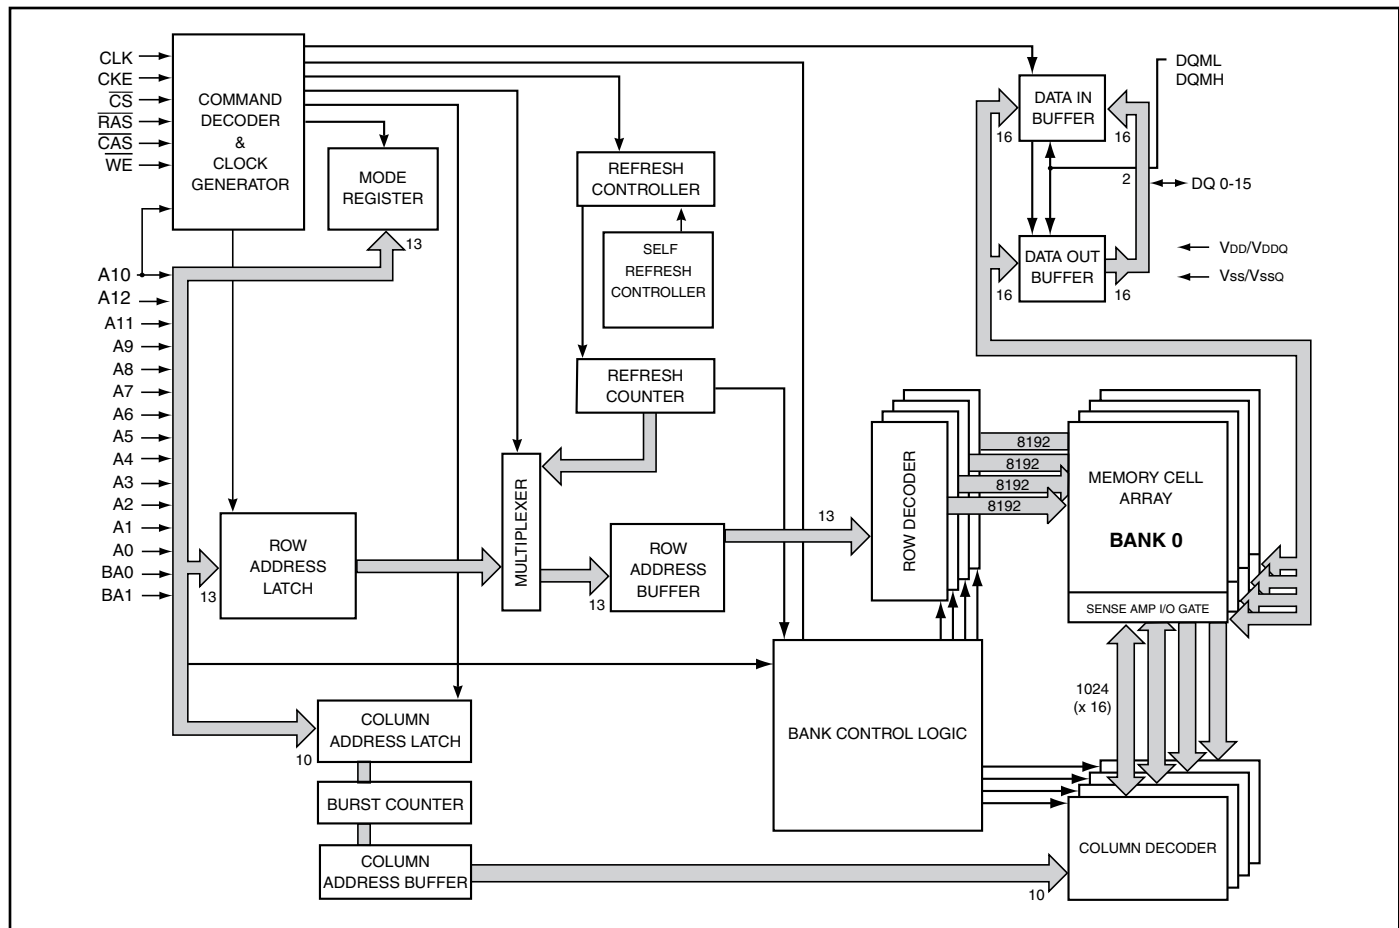 CLK
CKE
CS
RAS
CAS
WE
A10
A12
A11
A9
A8
A7
A6
A5
A4
A3
A2
A1
A0
BA0
BA1
COMMAND
DECODER
&
CLOCK
GENERATOR
MODE
REGISTER
13
REFRESH
CONTROLLER
SELF
REFRESH
CONTROLLER
REFRESH
COUNTER
DATA IN
BUFFER
16
16
DQML
DQMH
2
DQ 0-15
DATA OUT
BUFFER
16
16
VDD/VDDQ
Vss/VssQ
13
ROW
ADDRESS
LATCH
MULTIPLEXER
13
ROW
ADDRESS
BUFFER
13
ROW DECODER
8192
8192
8192
8192
MEMORY CELL
ARRAY
BANK 0
SENSE AMP I/O GATE
1024
(x 16)
BANK CONTROL LOGIC
10
COLUMN
ADDRESS LATCH
BURST COUNTER
COLUMN
ADDRESS BUFFER
10
COLUMN DECODER